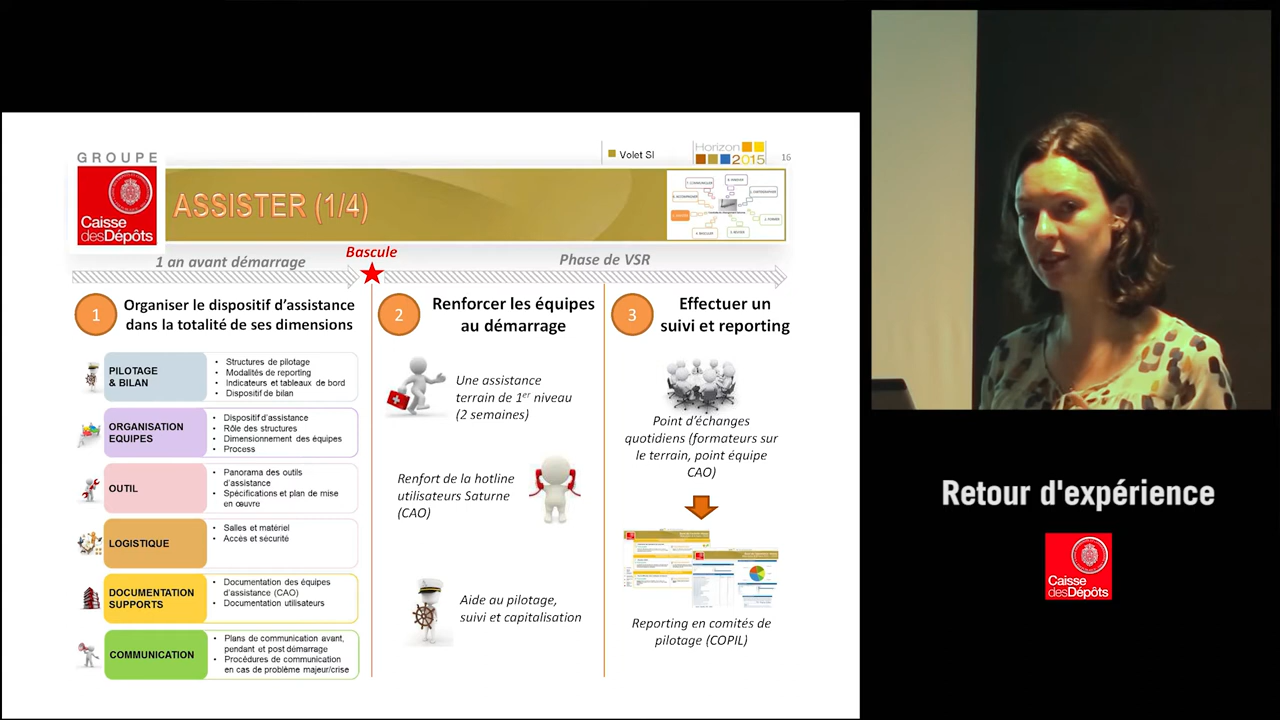 GROUPE
Caisse
desDépôts
Volet SI
Horizon
2015
16
ASSISTER (1/4)
1 an avant démarrage
Bascule
Phase de VSR
1
Organiser le dispositif d'assistance
dans la totalité de ses dimensions
PILOTAGE
& BILAN
• Structures de pilotage
• Modalités de reporting
• Indicateurs et tableaux de bord
• Dispositif de bilan
ORGANISATION
EQUIPES
• Dispositif d'assistance
• Rôle des structures
• Dimensionnement des équipes
• Process
OUTIL
• Panorama des outils
d'assistance
• Spécifications et plan de mise
en œuvre
LOGISTIQUE
• Salles et matériel
• Accès et sécurité
DOCUMENTATION
SUPPORTS
• Documentation des équipes
d'assistance (CAO)
• Documentation utilisateurs
COMMUNICATION
• Plans de communication avant,
pendant et post démarrage
• Procédures de communication
en cas de problème majeur/crise
2
Renforcer les équipes
au démarrage
Une assistance
terrain de 1er niveau
(2 semaines)
Renfort de la hotline
utilisateurs Saturne
(CAO)
Aide au pilotage,
suivi et capitalisation
3
Effectuer un
suivi et reporting
Point d'échanges
quotidiens (formateurs sur
le terrain, point équipe
CAO)
Reporting en comités de
pilotage (COPIL)
Retour d'expérience
Caisse
desDépôts